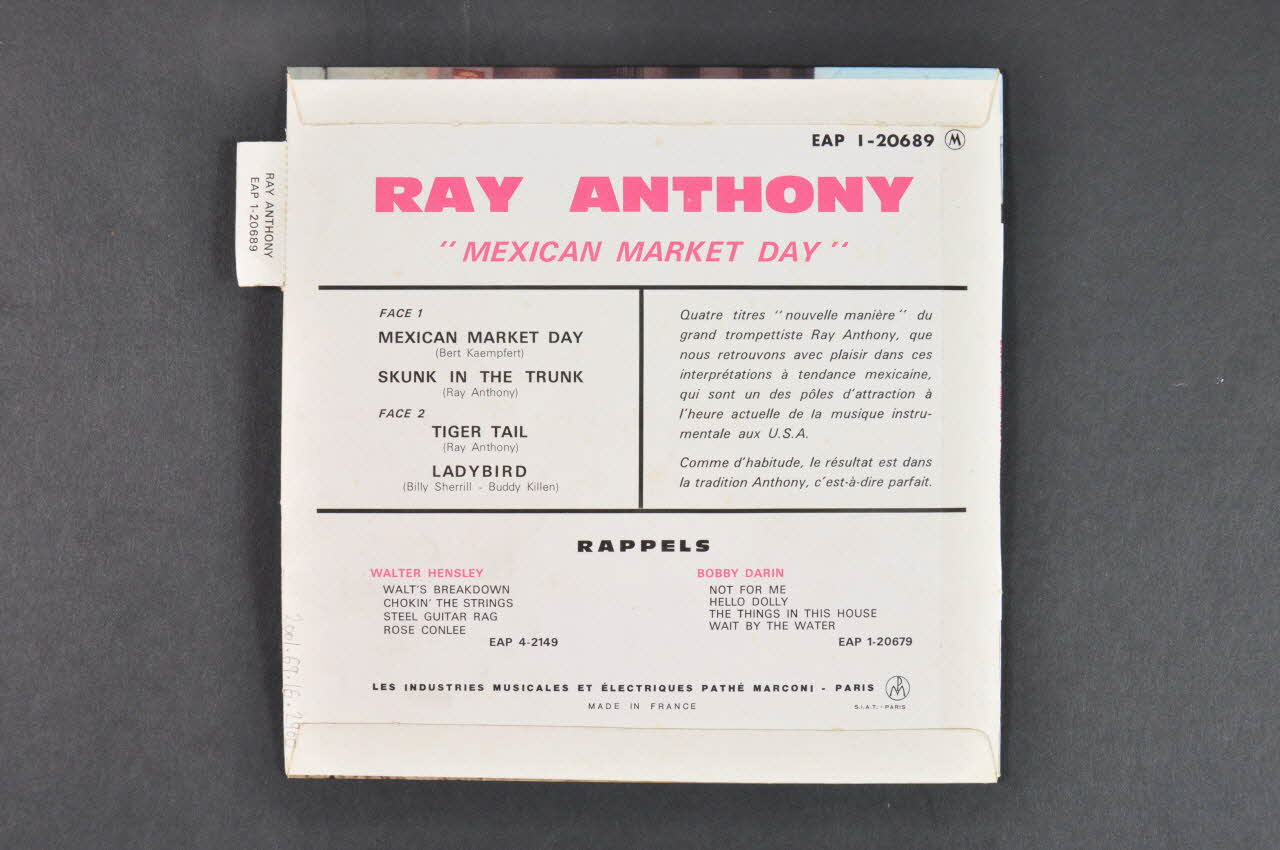 EAP 1-20689 M
RAY ANTHONY
EAP 1-20689
RAY ANTHONY
"MEXICAN MARKET DAY"
FACE 1
MEXICAN MARKET DAY
(Bert Kaempfert)
SKUNK IN THE TRUNK
(Ray Anthony)
FACE 2
TIGER TAIL
(Ray Anthony)
LADYBIRD
(Billy Sherrill - Buddy Killen)
Quatre titres "nouvelle manière" du
grand trompettiste Ray Anthony, que
nous retrouvons avec plaisir dans ces
interprétations à tendance mexicaine,
qui sont un des pôles d'attraction à
l'heure actuelle de la musique instru-
mentale aux U.S.A.
Comme d'habitude, le résultat est dans
la tradition Anthony, c'est-à-dire parfait.
RAPPELS
WALTER HENSLEY
WALT'S BREAKDOWN
CHOKIN' THE STRINGS
STEEL GUITAR RAG
ROSE CONLEE
EAP 4-2149
BOBBY DARIN
NOT FOR ME
HELLO DOLLY
THE THINGS IN THIS HOUSE
WAIT BY THE WATER
EAP 1-20679
LES INDUSTRIES MUSICALES ET ÉLECTRIQUES PATHÉ MARCONI - PARIS
MADE IN FRANCE
S.I.A.T. - PARIS